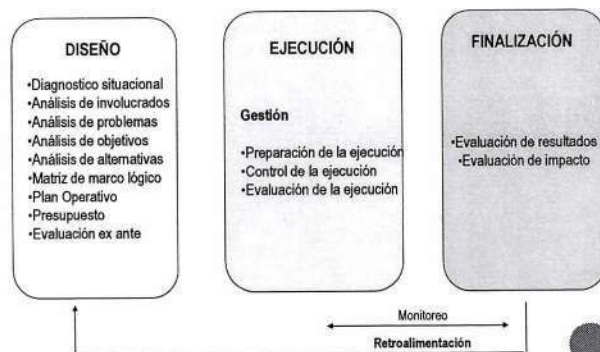 DISEÑO
•Diagnostico situacional
•Análisis de involucrados
•Análisis de problemas
•Análisis de objetivos
•Análisis de alternativas
•Matriz de marco lógico
•Plan Operativo
•Presupuesto
•Evaluación ex ante
EJECUCIÓN
Gestión
•Preparación de la ejecución
•Control de la ejecución
•Evaluación de la ejecución
FINALIZACIÓN
•Evaluación de resultados
•Evaluación de impacto
Monitoreo
Retroalimentación